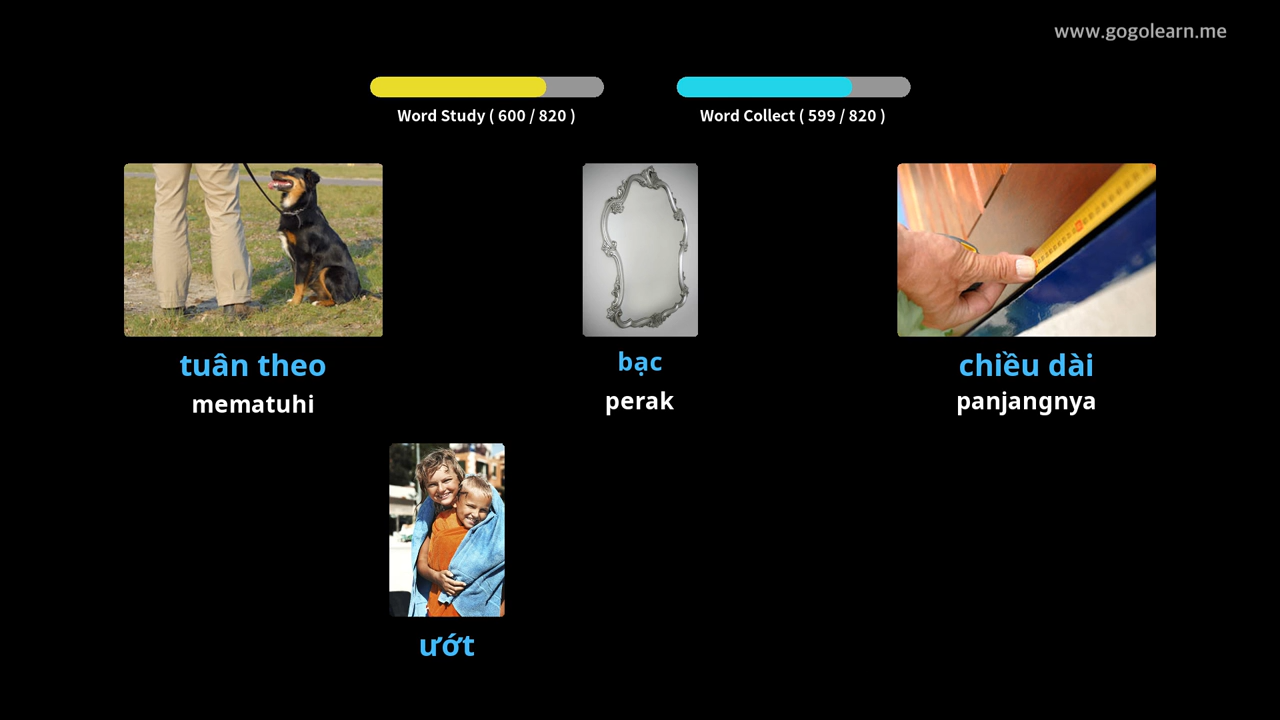 www.gogolearn.me
Word Study ( 600 / 820 )
Word Collect ( 599 / 820 )
tuân theo
mematuhi
bạc
perak
chiều dài
panjangnya
ướt